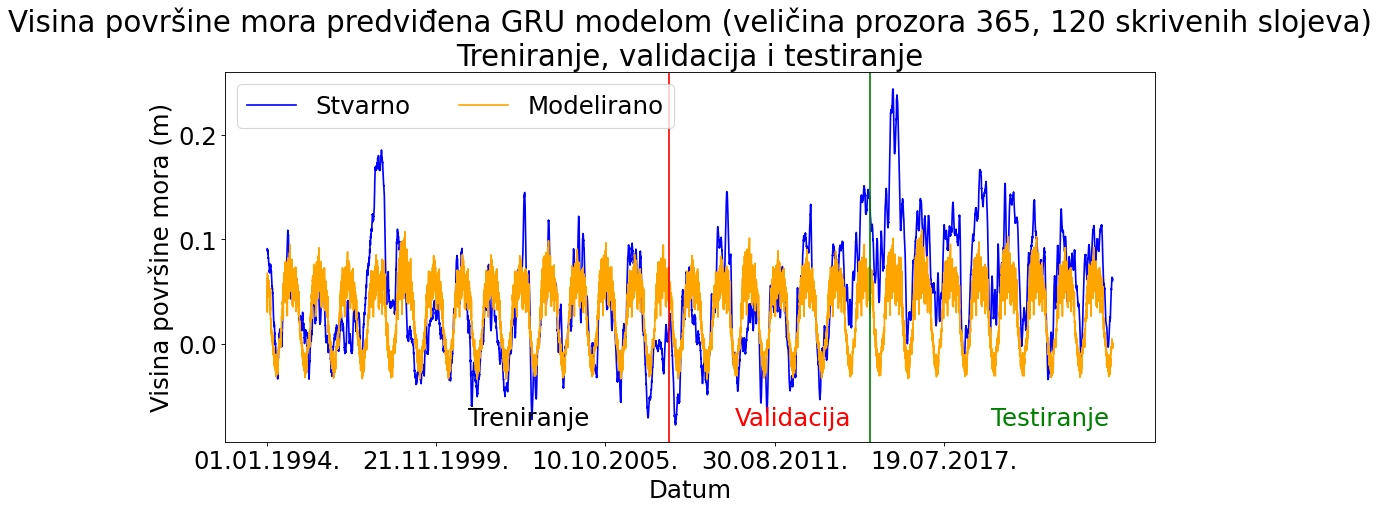 Visina površine mora predviđena GRU modelom (veličina prozora 365, 120 skrivenih slojeva)
Treniranje, validacija i testiranje
Stvarno
Modelirano
Visina površine mora (m)
0.2
0.1
0.0
Treniranje
Validacija
Testiranje
01.01.1994.
21.11.1999.
10.10.2005.
30.08.2011.
19.07.2017.
Datum